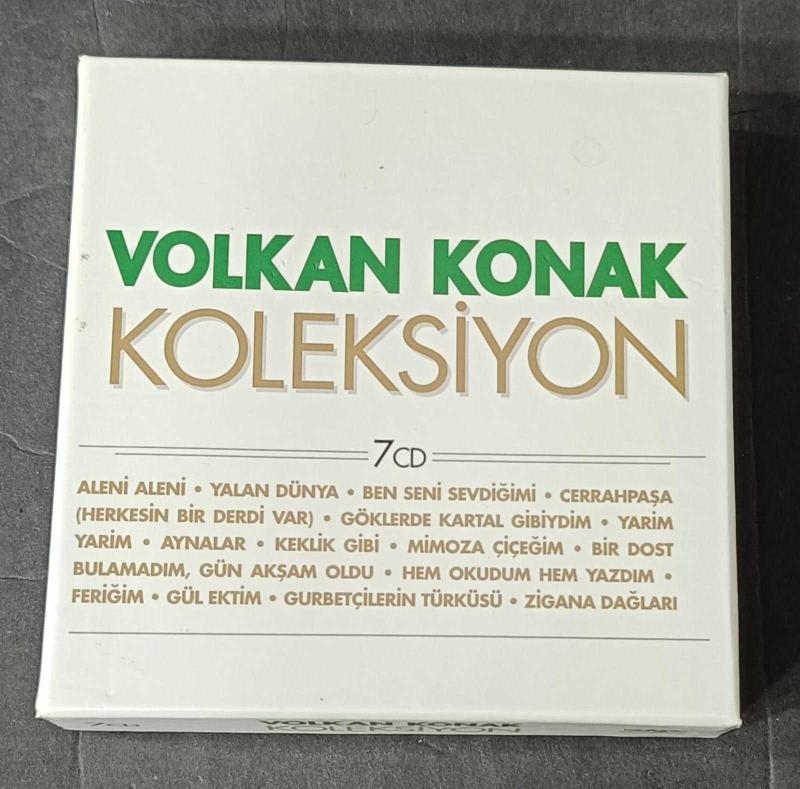 VOLKAN KONAK
KOLEKSİYON
7CD
ALENİ ALENİ • YALAN DÜNYA • BEN SENİ SEVDİĞİMİ • CERRAHPAŞA
(HERKESİN BİR DERDİ VAR) • GÖKLERDE KARTAL GİBİYDİM • YARİM
YARİM • AYNALAR • KEKLİK GİBİ • MİMOZA ÇİÇEĞİM • BİR DOST
BULAMADIM, GÜN AKŞAM OLDU • HEM OKUDUM HEM YAZDIM •
FERİĞİM • GÜL EKTİM • GURBETÇİLERİN TÜRKÜSÜ • ZİGANA DAĞLARI
7CD
VOLKAN KONAK
KOLEKSİYON